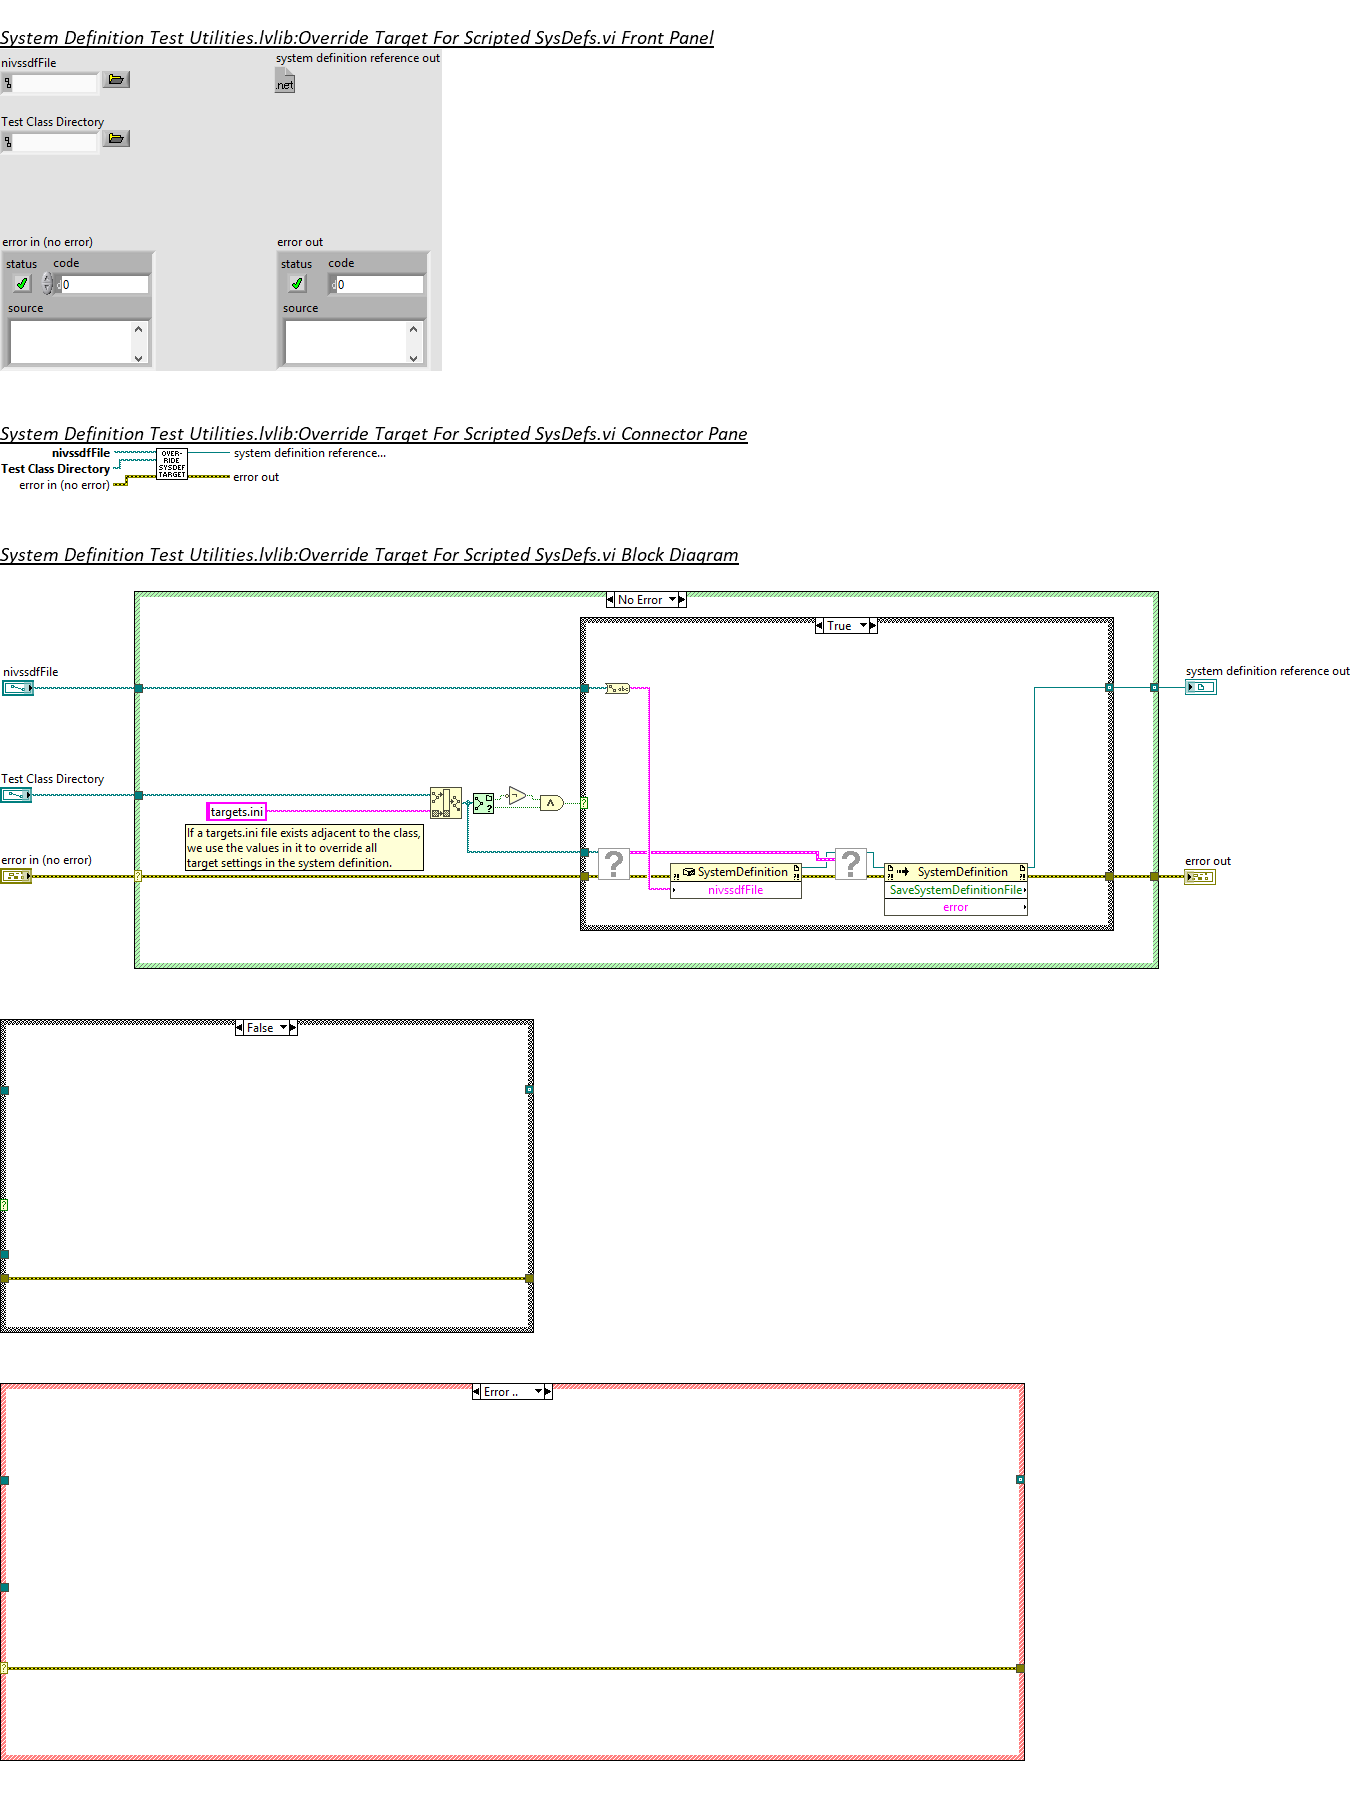 System Definition Test Utilities.lvlib:Override Target For Scripted SysDefs.vi Front Panel
nivssdfFile
system definition reference out
.net
Test Class Directory
error in (no error)
error out
status code
status code
d 0
d 0
source
source
System Definition Test Utilities.lvlib:Override Target For Scripted SysDefs.vi Connector Pane
nivssdfFile
system definition reference...
Test Class Directory
error in (no error)
error out
OVER-
RIDE
SYSDEF
TARGET
System Definition Test Utilities.lvlib:Override Target For Scripted SysDefs.vi Block Diagram
No Error
True
nivssdfFile
system definition reference out
abc
Test Class Directory
targets.ini
?
?
If a targets.ini file exists adjacent to the class,
we use the values in it to override all
target settings in the system definition.
error in (no error)
error out
?
?
?
SystemDefinition
nivssdfFile
SystemDefinition
SaveSystemDefinitionFile
error
False
?
Error ..
?